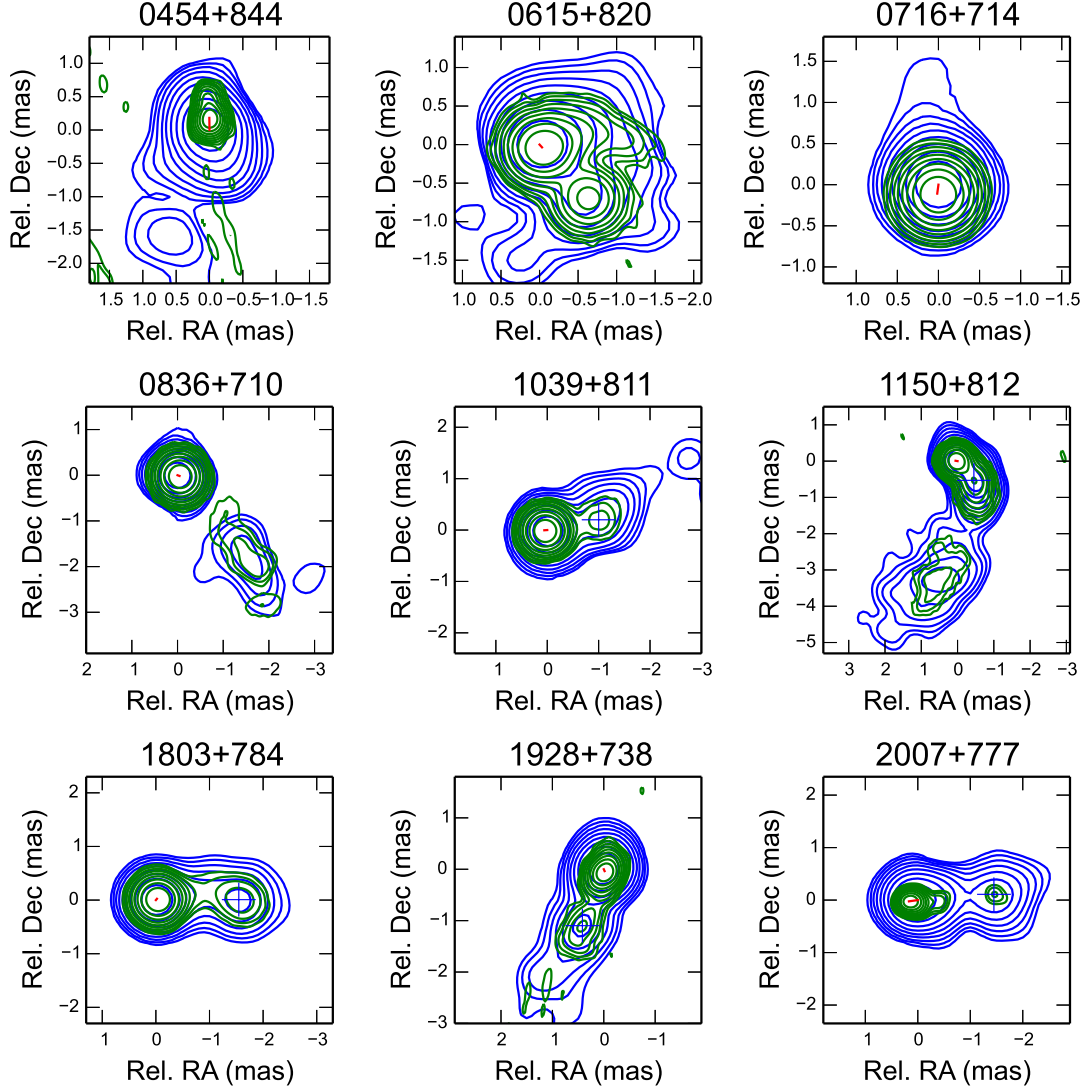 0454+844 0615+820 0716+714
Rel. Dec (mas) 1.0 0.5 0.0 −0.5 −1.0 −1.5 −2.0
1.5 1.0 0.5 0.0 −0.5 −1.0 −1.5
Rel. RA (mas)
Rel. Dec (mas) 1.0 0.5 0.0 −0.5 −1.0 −1.5
1.0 0.5 0.0 −0.5 −1.0 −1.5 −2.0
Rel. RA (mas)
Rel. Dec (mas) 1.5 1.0 0.5 0.0 −0.5 −1.0
1.0 0.5 0.0 −0.5 −1.0 −1.5
Rel. RA (mas)
0836+710 1039+811 1150+812
Rel. Dec (mas) 1 0 −1 −2 −3
2 1 0 −1 −2 −3
Rel. RA (mas)
Rel. Dec (mas) 2 1 0 −1 −2
1 0 −1 −2 −3
Rel. RA (mas)
Rel. Dec (mas) 1 0 −1 −2 −3 −4 −5
3 2 1 0 −1 −2 −3
Rel. RA (mas)
1803+784 1928+738 2007+777
Rel. Dec (mas) 2 1 0 −1 −2
1 0 −1 −2 −3
Rel. RA (mas)
Rel. Dec (mas) 1 0 −1 −2 −3
2 1 0 −1
Rel. RA (mas)
Rel. Dec (mas) 2 1 0 −1 −2
1 0 −1 −2
Rel. RA (mas)